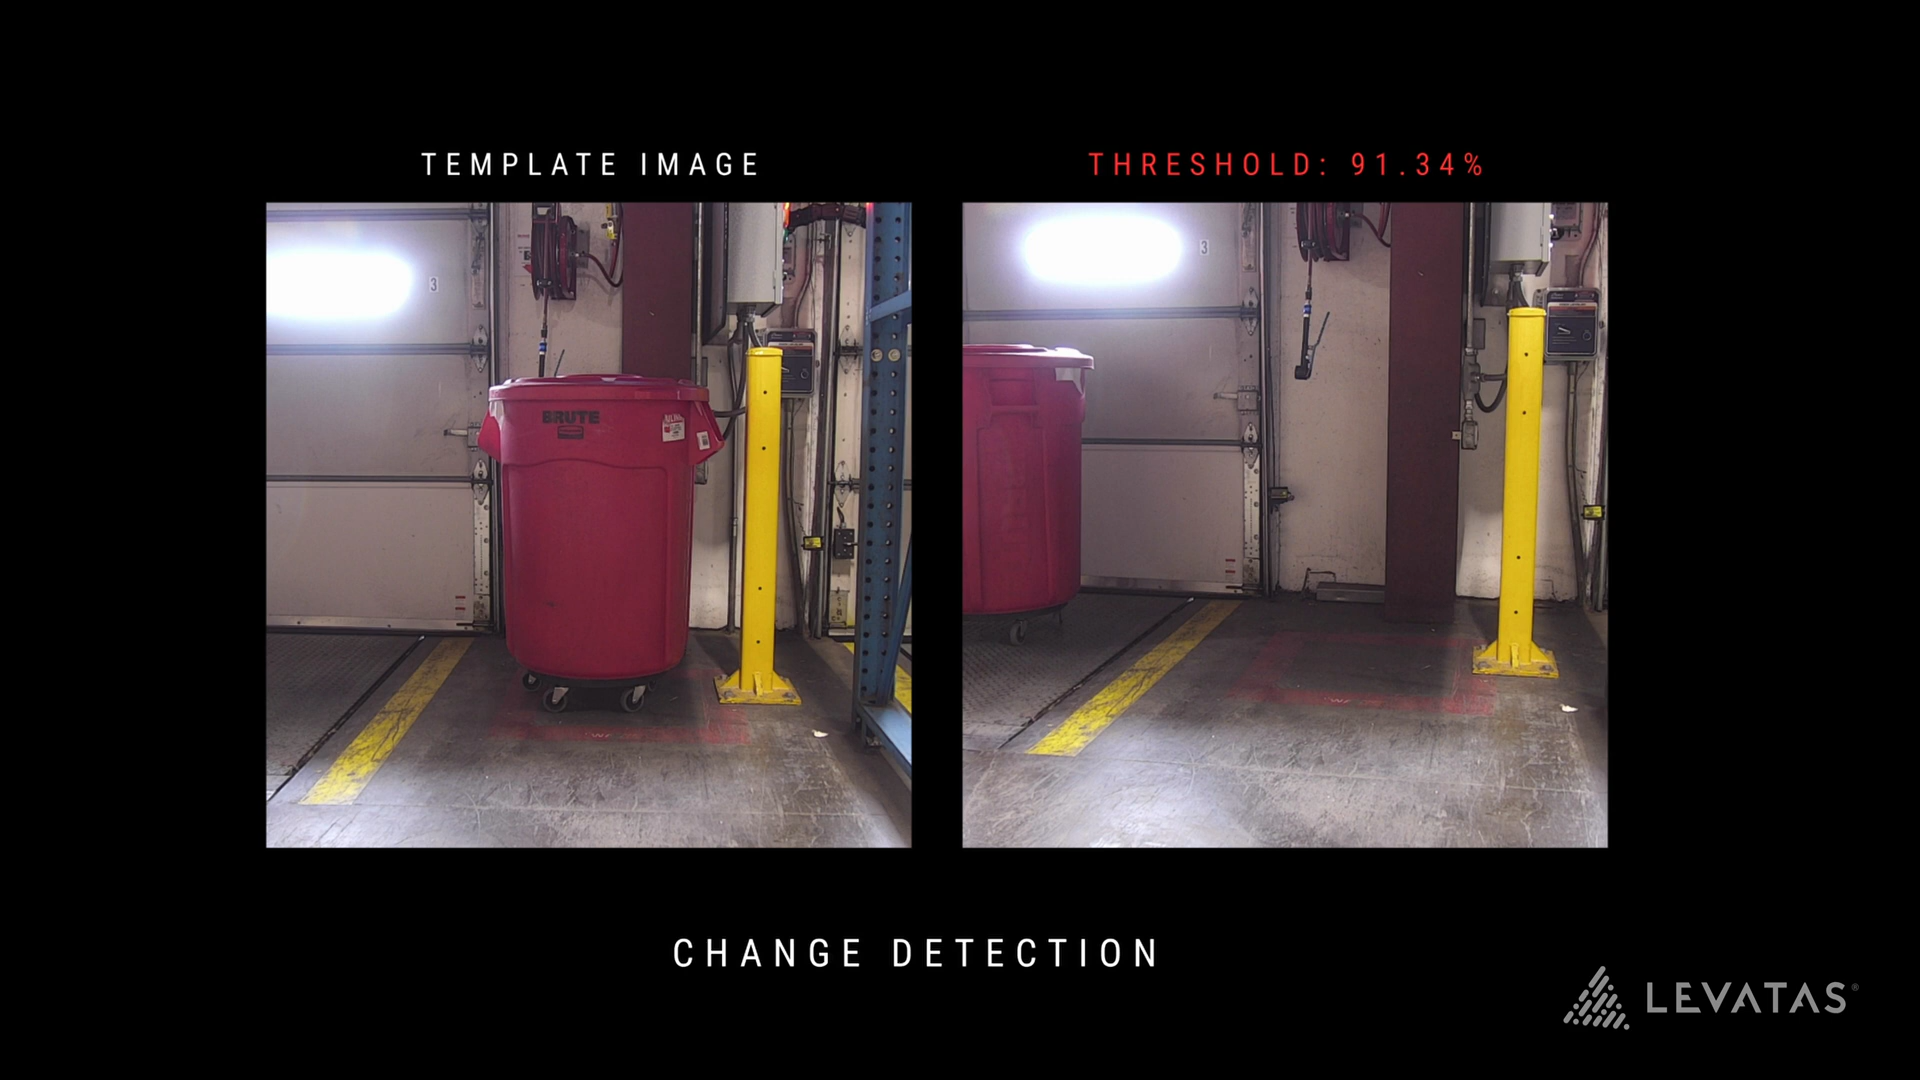 TEMPLATE IMAGE
THRESHOLD: 91.34%
3
3
BRUTE
CHANGE DETECTION
LEVATAS®